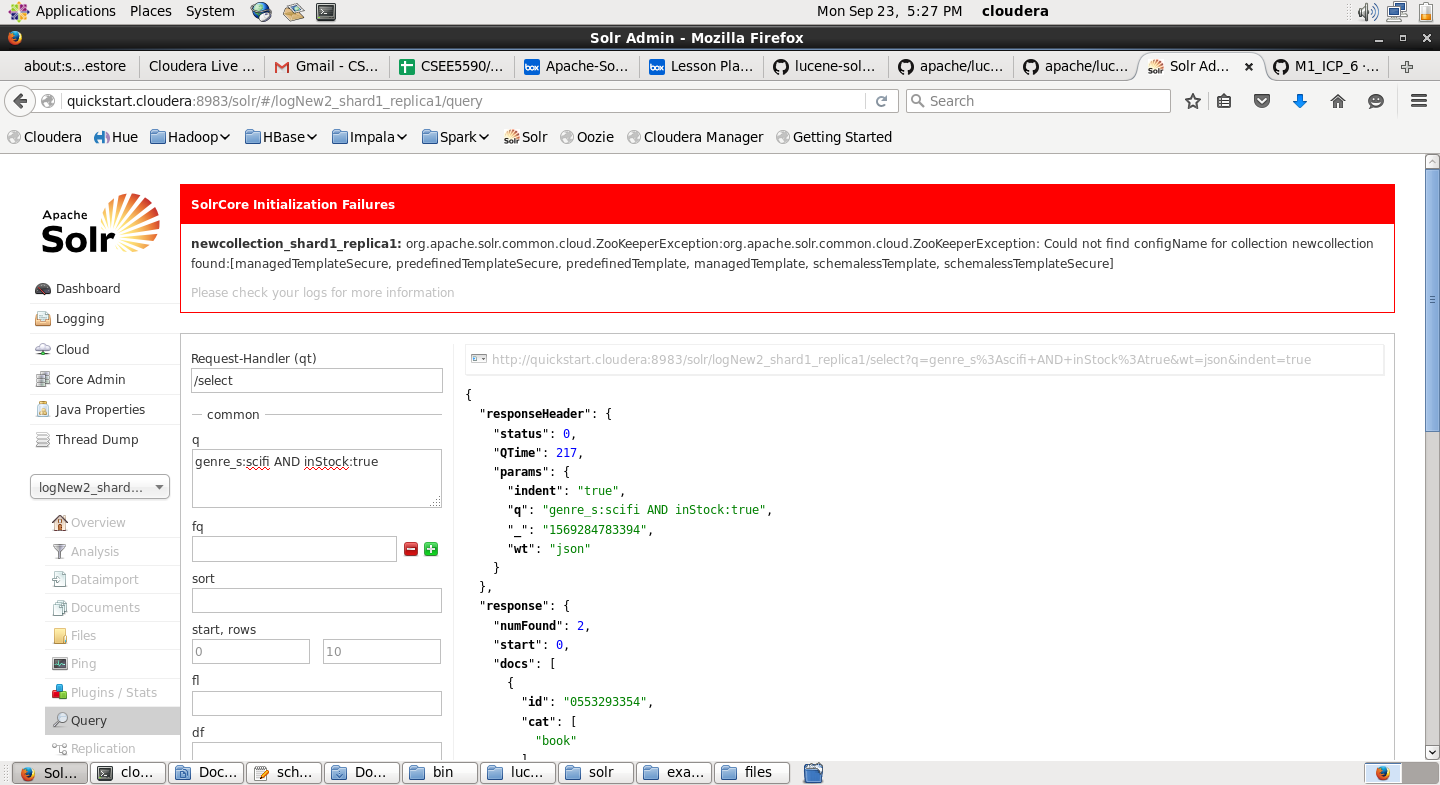 Applications Places System Mon Sep 23, 5:27 PM cloudera
Solr Admin - Mozilla Firefox
about:s...estore Cloudera Live ... Gmail - CS... CSEE5590/... Apache-So... Lesson Pla... lucene-sol... apache/luc... apache/luc... Solr Ad... M1_ICP_6 ·...
quickstart.cloudera:8983/solr/#/logNew2_shard1_replica1/query Search
Cloudera Hue Hadoop HBase Impala Spark Solr Oozie Cloudera Manager Getting Started
Apache
Solr
Dashboard
Logging
Cloud
Core Admin
Java Properties
Thread Dump
logNew2_shard...
Overview
Analysis
Dataimport
Documents
Files
Ping
Plugins / Stats
Query
Replication
SolrCore Initialization Failures
newcollection_shard1_replica1: org.apache.solr.common.cloud.ZooKeeperException:org.apache.solr.common.cloud.ZooKeeperException: Could not find configName for collection newcollection
found:[managedTemplateSecure, predefinedTemplateSecure, predefinedTemplate, managedTemplate, schemalessTemplate, schemalessTemplateSecure]
Please check your logs for more information
Request-Handler (qt)
/select
common
q
genre_s:scifi AND inStock:true
fq
sort
start, rows
0 10
fl
df
http://quickstart.cloudera:8983/solr/logNew2_shard1_replica1/select?q=genre_s%3Ascifi+AND+inStock%3Atrue&wt=json&indent=true
{
"responseHeader": {
"status": 0,
"QTime": 217,
"params": {
"indent": "true",
"q": "genre_s:scifi AND inStock:true",
"_": "1569284783394",
"wt": "json"
}
},
"response": {
"numFound": 2,
"start": 0,
"docs": [
{
"id": "0553293354",
"cat": [
"book"
]
Sol... clo... Doc... sch... Do... bin luc... solr exa... files